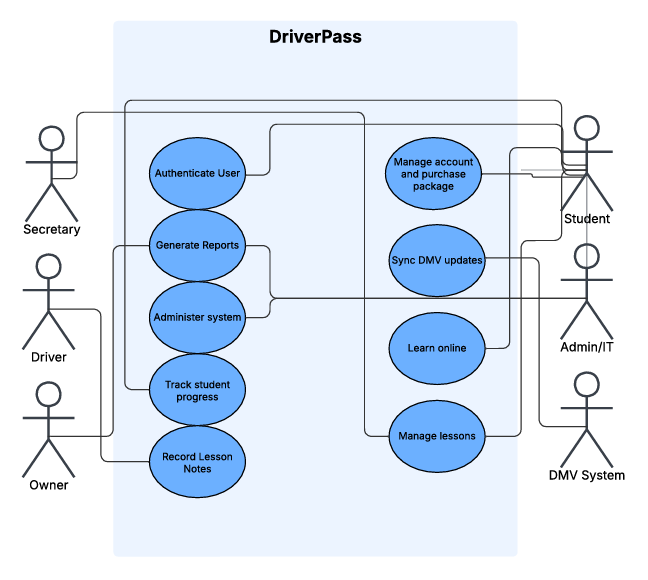 DriverPass
Secretary
Driver
Owner
Authenticate User
Generate Reports
Administer system
Track student
progress
Record Lesson
Notes
Manage account
and purchase
package
Sync DMV updates
Learn online
Manage lessons
Student
Admin/IT
DMV System